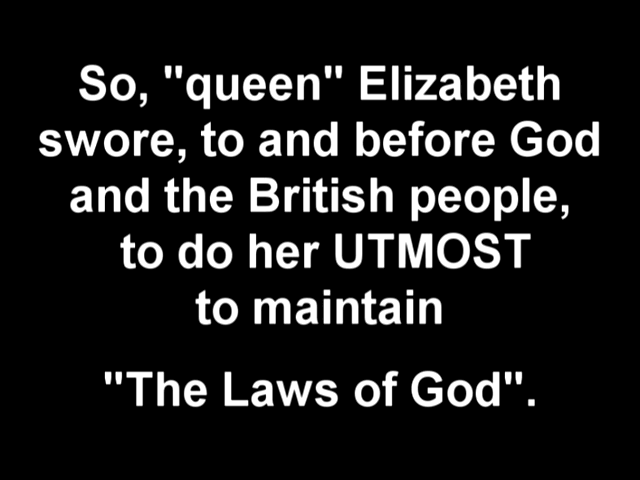 So, "queen" Elizabeth
swore, to and before God
and the British people,
to do her UTMOST
to maintain
"The Laws of God".